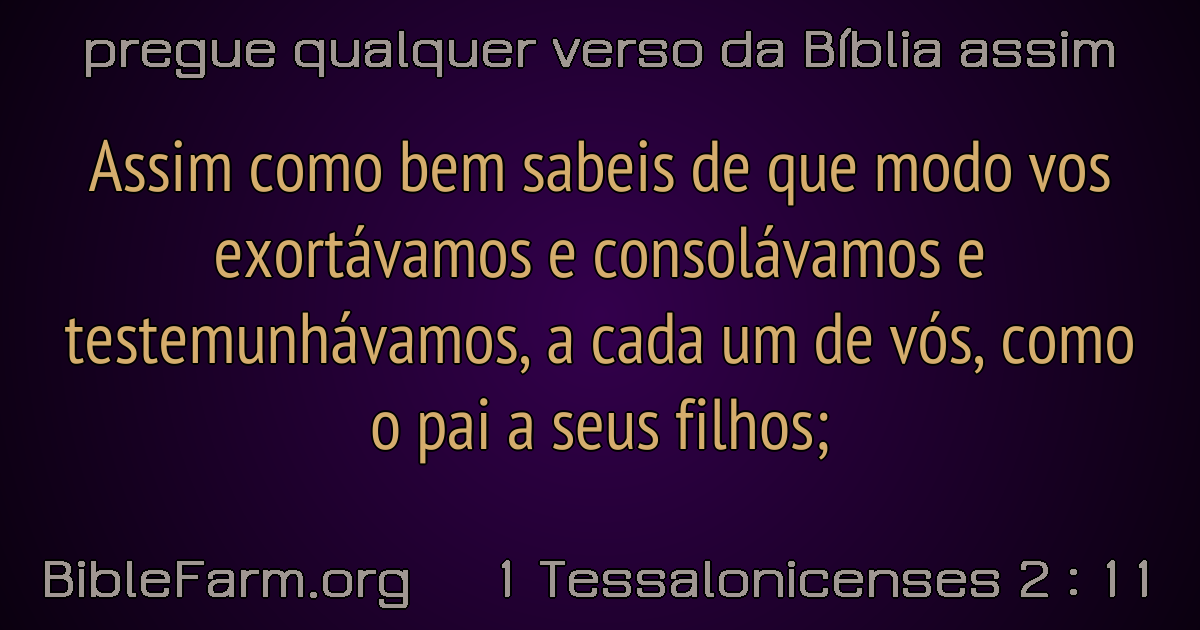 pregue qualquer verso da Bíblia assim
Assim como bem sabeis de que modo vos
exortávamos e consolávamos e
testemunhávamos, a cada um de vós, como
o pai a seus filhos;
BibleFarm.org 1 Tessalonicenses 2 : 11